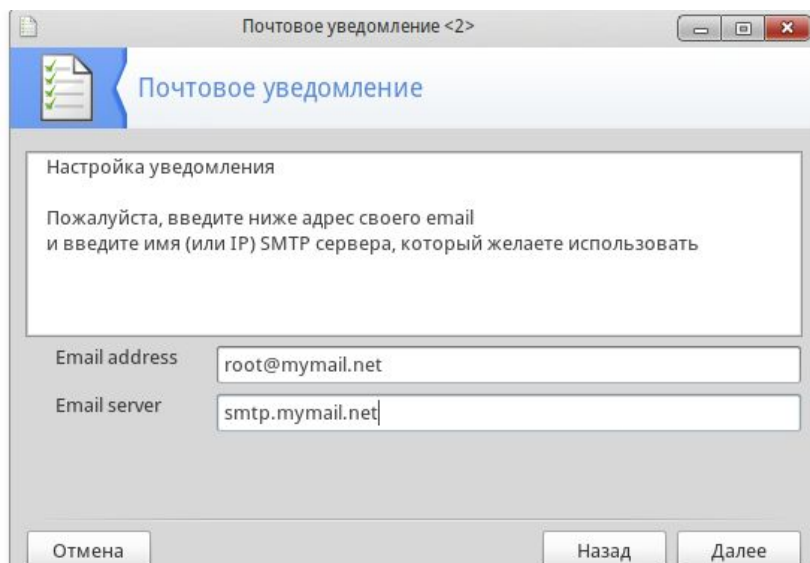 Почтовое уведомление <2>
Почтовое уведомление
Настройка уведомления
Пожалуйста, введите ниже адрес своего email
и введите имя (или IP) SMTP сервера, который желаете использовать
Email address
root@mymail.net
Email server
smtp.mymail.net
Отмена
Назад
Далее